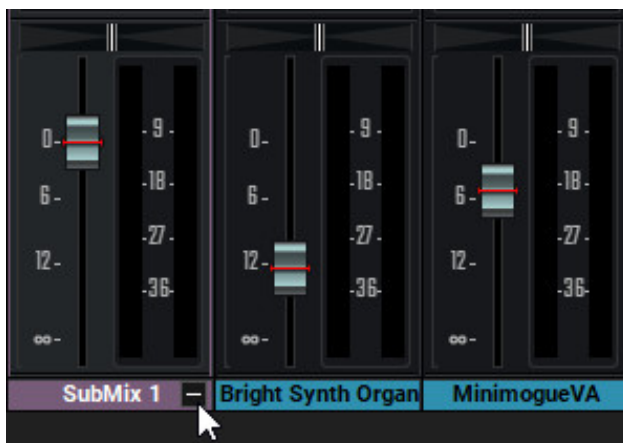 0- -9- 0- -9- 0- -9-
6- -18- 6- -18- 6- -18-
12- -27- 12- -27- 12- -27-
∞- -36- ∞- -36- ∞- -36-
SubMix 1 − Bright Synth Organ MinimogueVA